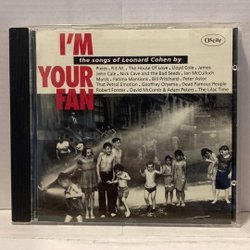 I'M
YOUR
FAN
the songs of Leonard Cohen by
Pixies . R.E.M. . The House Of Love . Lloyd Cole . James
John Cale . Nick Cave and the Bad Seeds . Ian McCulloch
Murat . Fatima Mansions . Bill Pritchard . Peter Astor
That Petrol Emotion . Geoffrey Oryema . Dead Famous People
Robert Forster . David McComb & Adam Peters . The Lilac Time